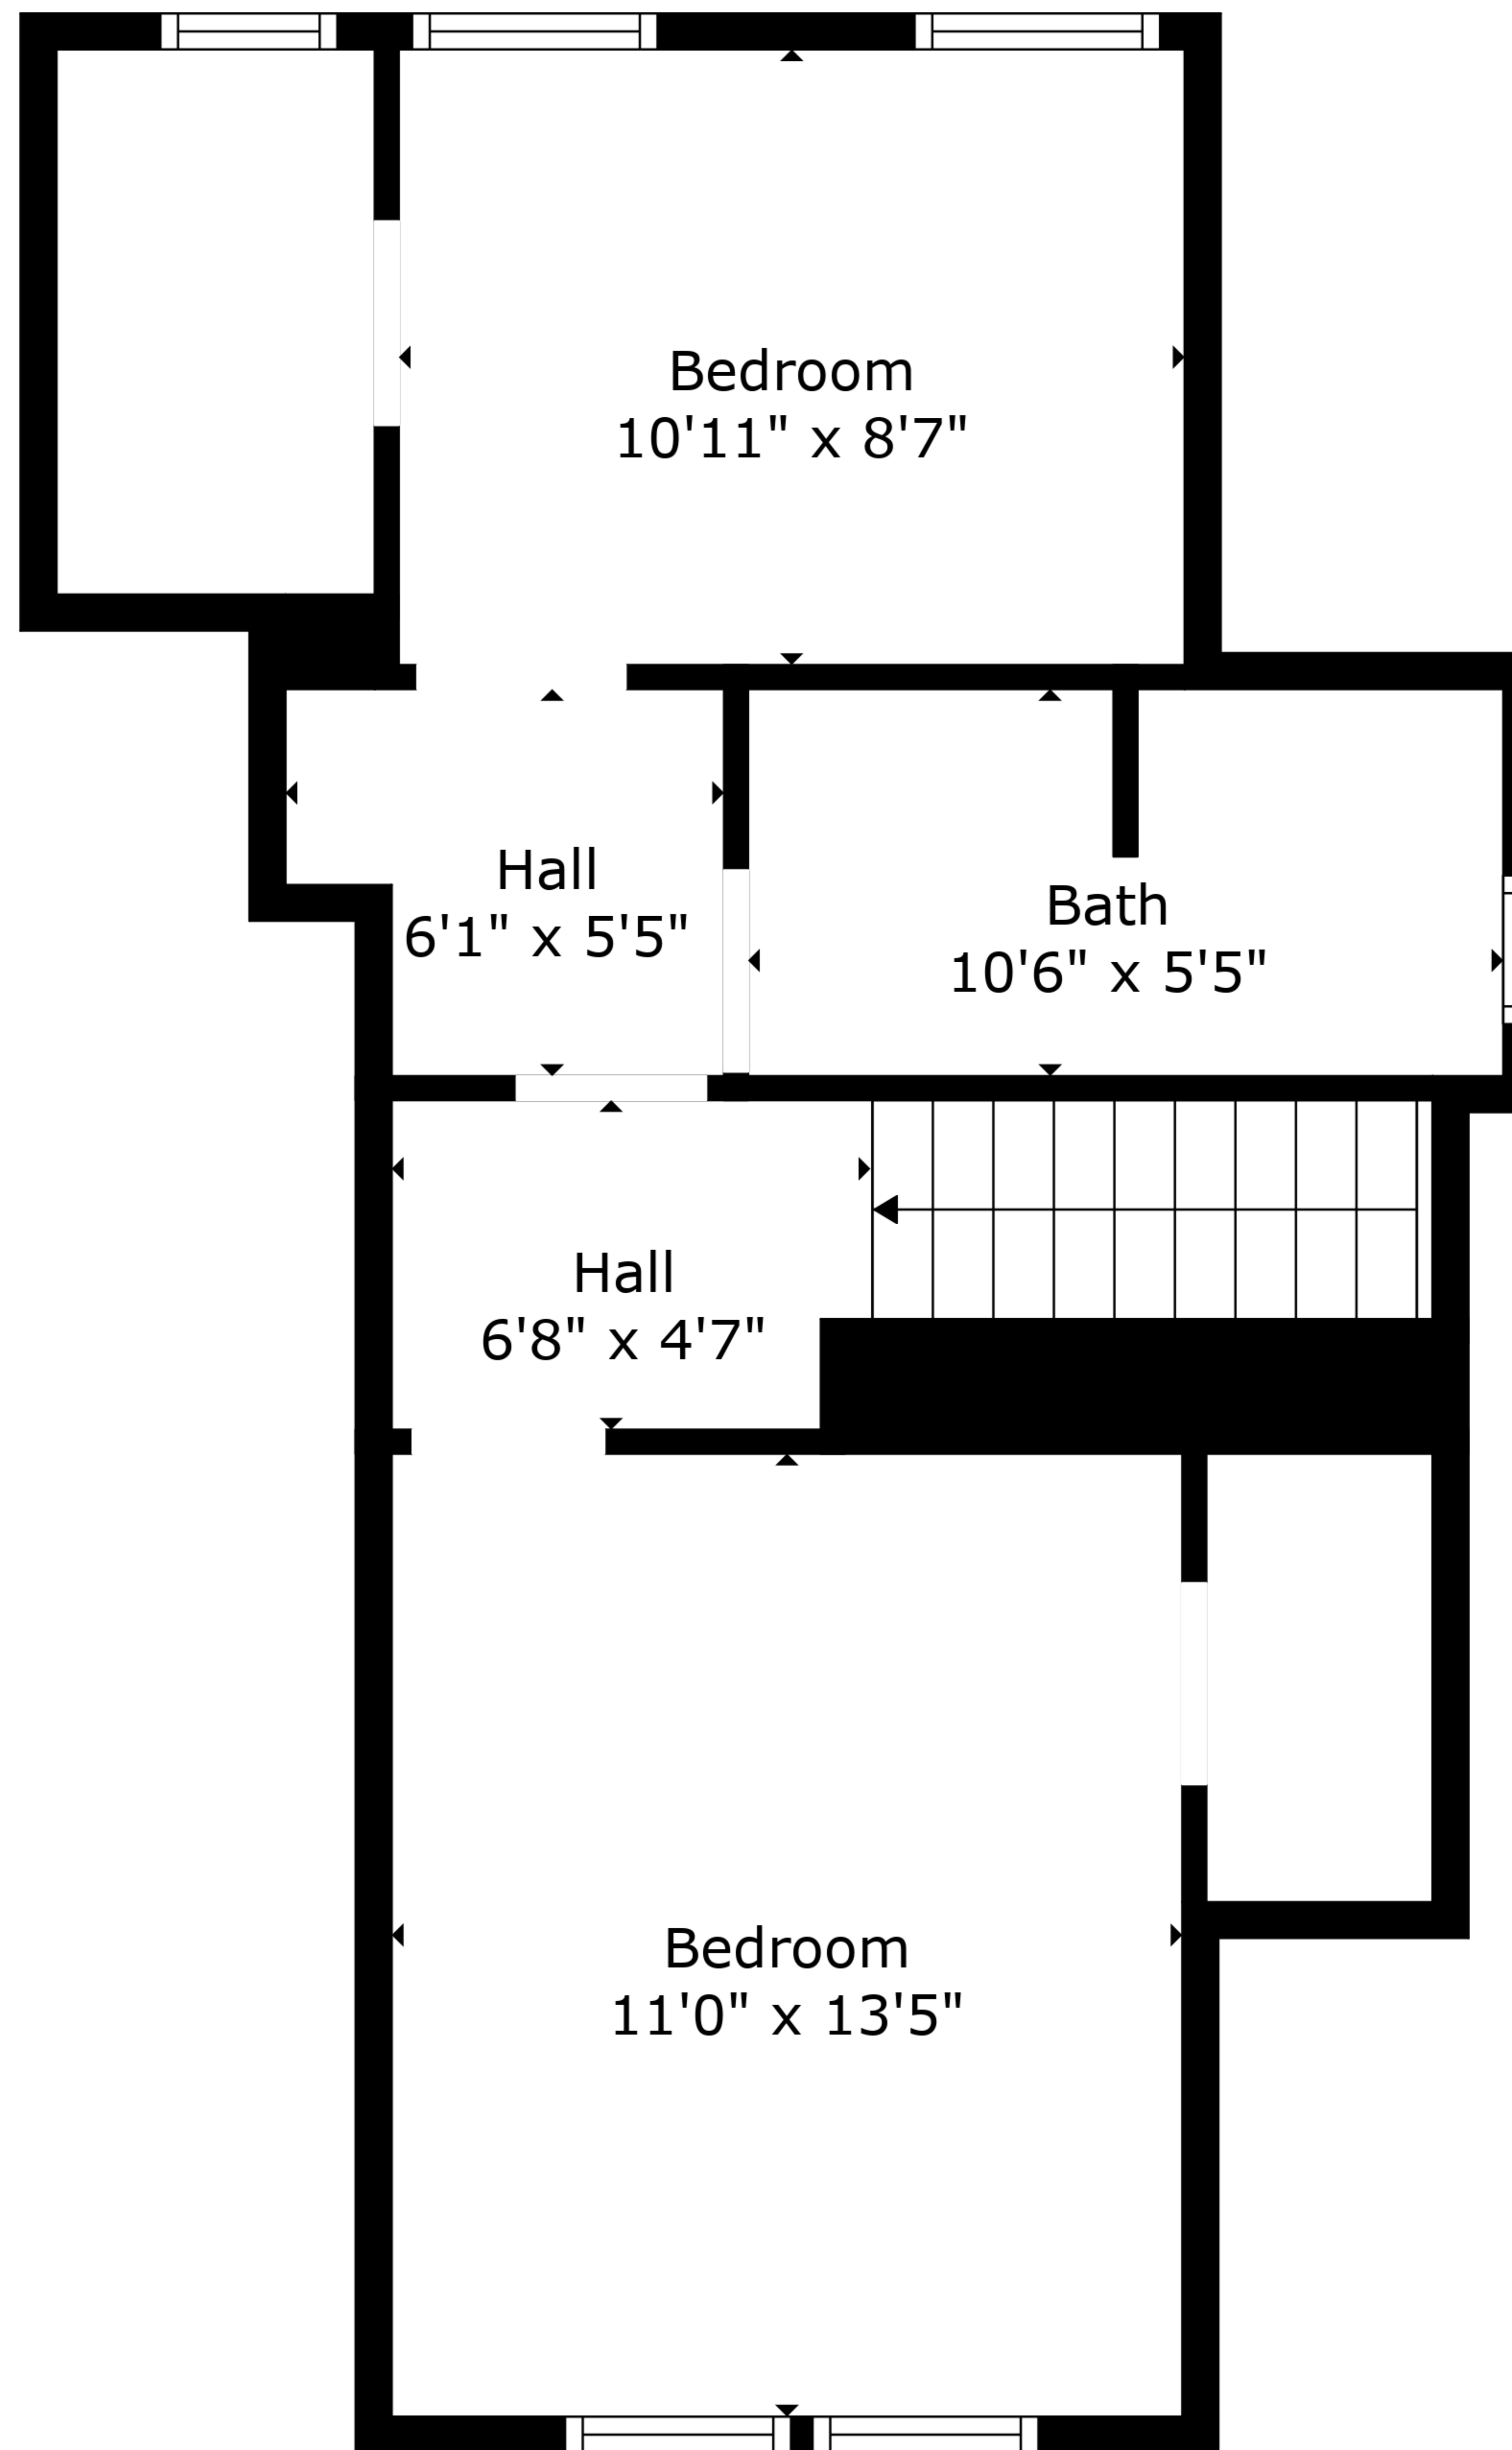 Bedroom
10'11" x 8'7"
Hall
6'1" x 5'5"
Bath
10'6" x 5'5"
Hall
6'8" x 4'7"
Bedroom
11'0" x 13'5"